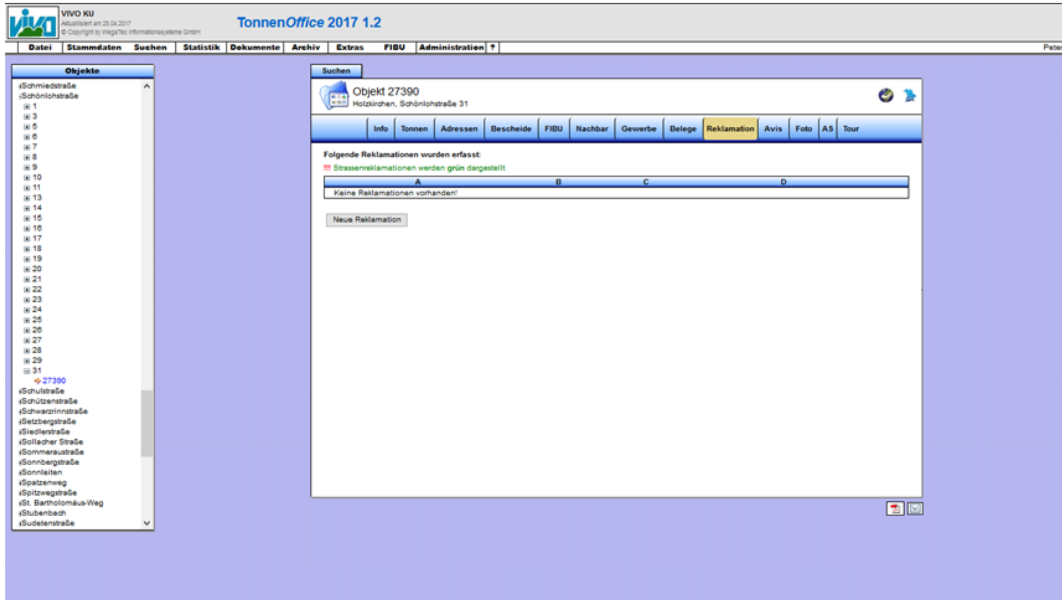 vivo
VIVO KU
Aktualisiert am 25.04.2017
© Copyright by WegaTec Informationssysteme GmbH
TonnenOffice 2017 1.2
Datei Stammdaten Suchen Statistik Dokumente Archiv Extras FIBU Administration ?
Peter
Objekte
Schmiedstraße
Schönlohstraße
1
3
5
6
7
8
9
10
11
13
14
15
16
17
18
19
20
21
22
23
24
25
26
27
28
29
31
27390
Schulstraße
Schützenstraße
Schwarzrinnstraße
Setzbergstraße
Siedlerstraße
Sollacher Straße
Sommeraustraße
Sonnbergstraße
Sonnleiten
Spatzenweg
Spitzwegstraße
St. Bartholomäus-Weg
Stubenbach
Sudetenstraße
Suchen
Objekt 27390
Holzkirchen, Schönlohstraße 31
Info Tonnen Adressen Bescheide FIBU Nachbar Gewerbe Belege Reklamation Avis Foto AS Tour
Folgende Reklamationen wurden erfasst:
!!! Strassenreklamationen werden grün dargestellt
A B C D
Keine Reklamationen vorhanden!
Neue Reklamation